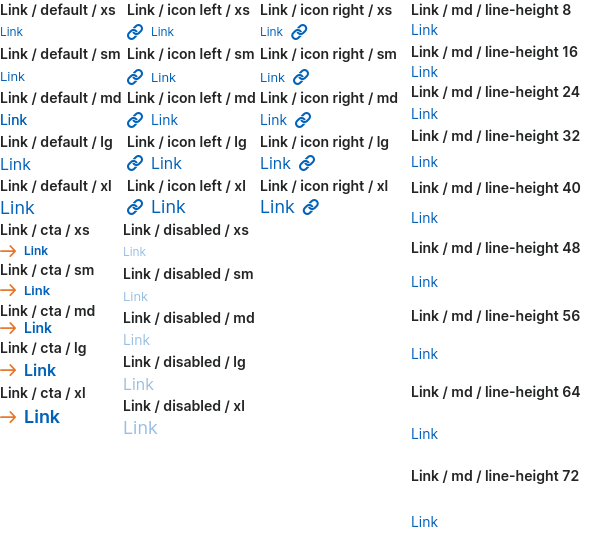 Link / default / xs
Link
Link / default / sm
Link
Link / default / md
Link
Link / default / lg
Link
Link / default / xl
Link
Link / icon left / xs
Link
Link / icon left / sm
Link
Link / icon left / md
Link
Link / icon left / lg
Link
Link / icon left / xl
Link
Link / icon right / xs
Link
Link / icon right / sm
Link
Link / icon right / md
Link
Link / icon right / lg
Link
Link / icon right / xl
Link
Link / cta / xs
Link
Link / cta / sm
Link
Link / cta / md
Link
Link / cta / lg
Link
Link / cta / xl
Link
Link / disabled / xs
Link
Link / disabled / sm
Link
Link / disabled / md
Link
Link / disabled / lg
Link
Link / disabled / xl
Link
Link / md / line-height 8
Link
Link / md / line-height 16
Link
Link / md / line-height 24
Link
Link / md / line-height 32
Link
Link / md / line-height 40
Link
Link / md / line-height 48
Link
Link / md / line-height 56
Link
Link / md / line-height 64
Link
Link / md / line-height 72
Link